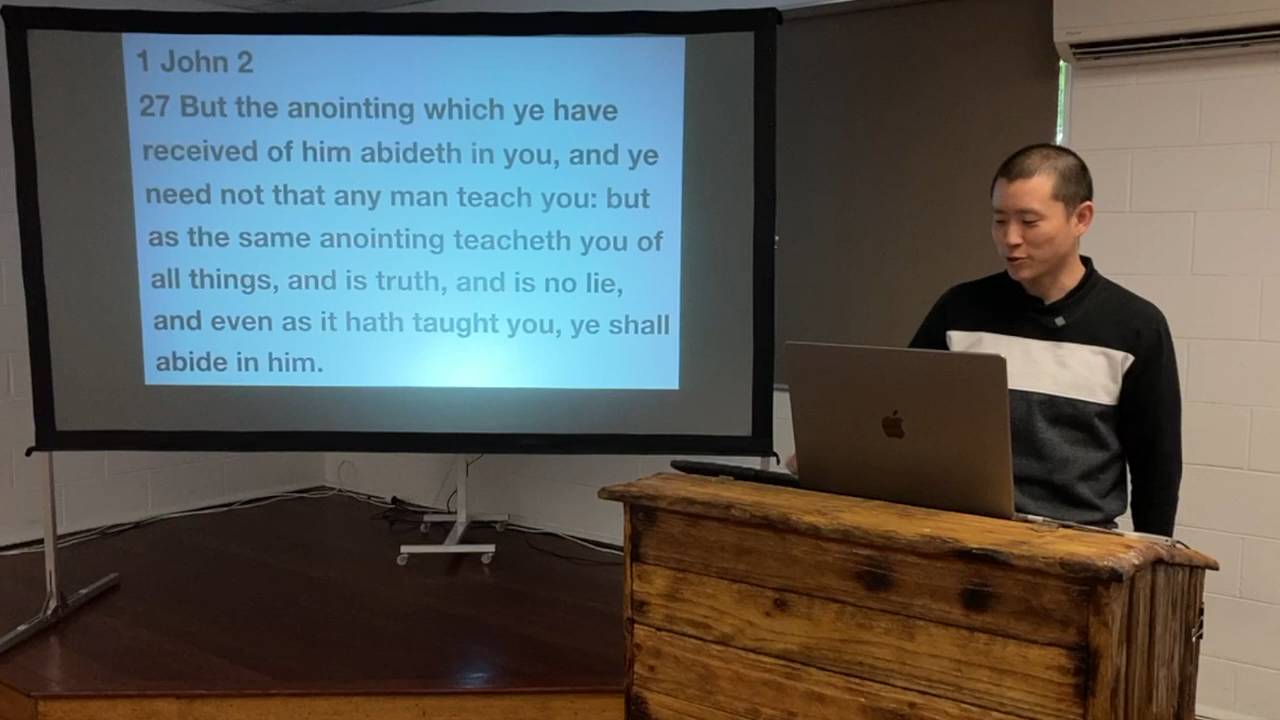 1 John 2
27 But the anointing which ye have
received of him abideth in you, and ye
need not that any man teach you: but
as the same anointing teacheth you of
all things, and is truth, and is no lie,
and even as it hath taught you, ye shall
abide in him.